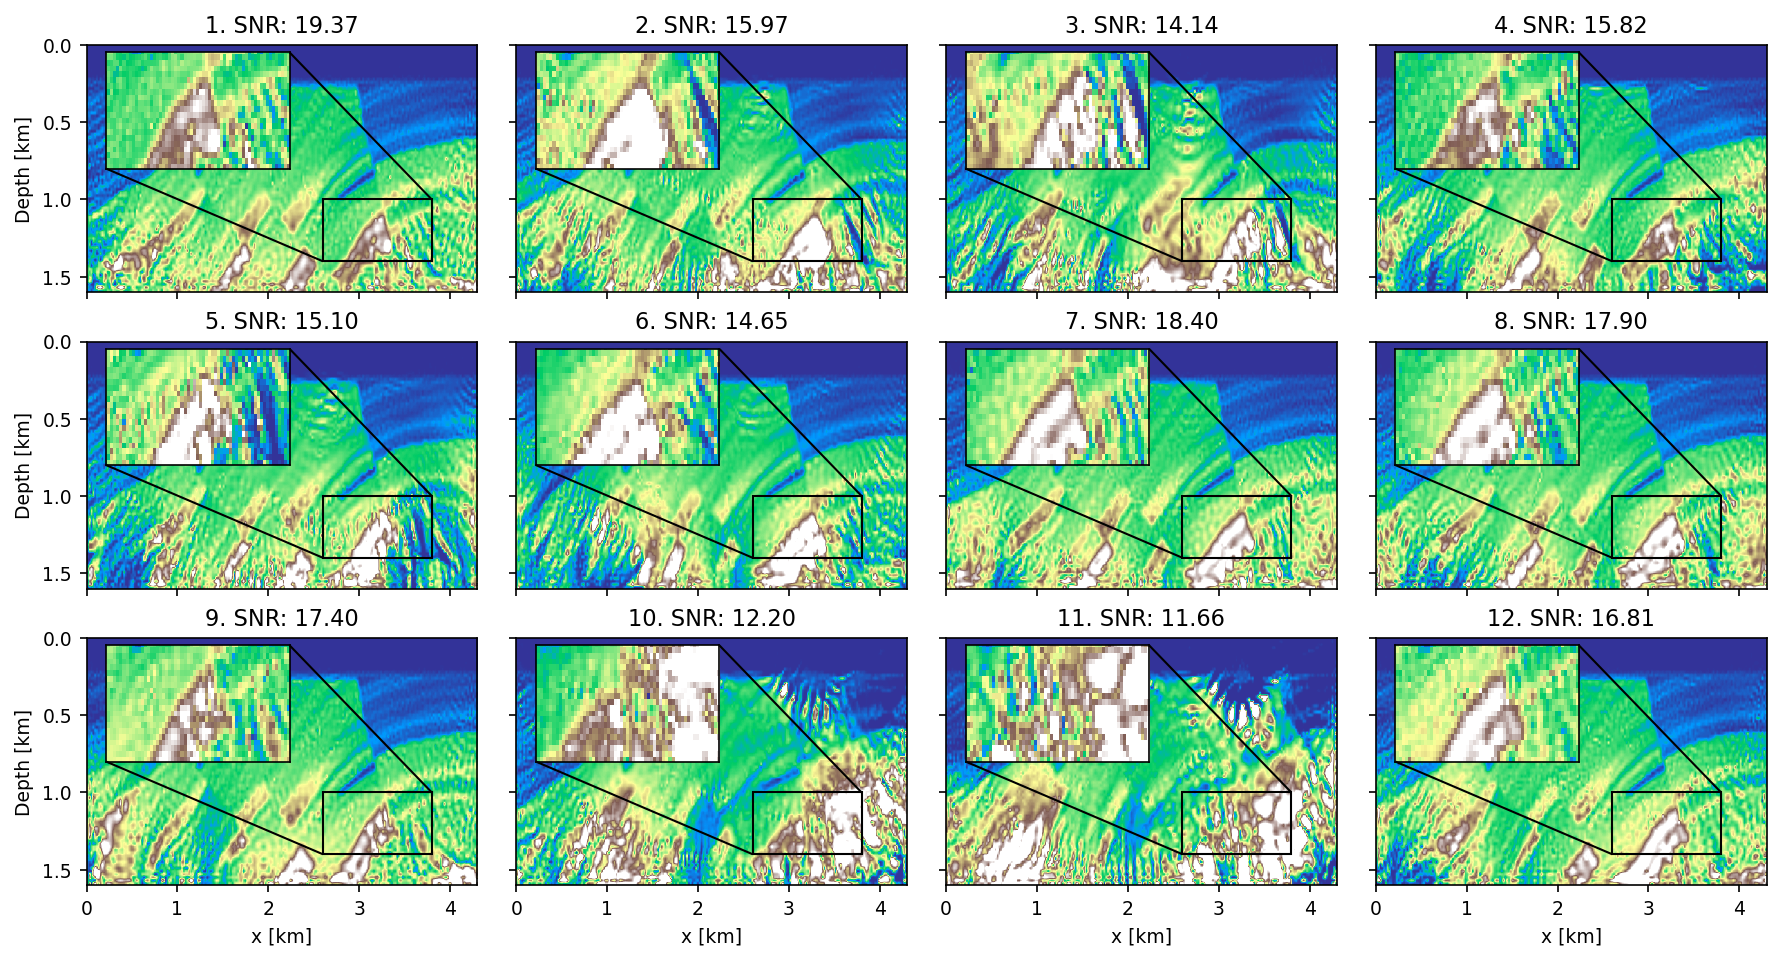 1. SNR: 19.37
2. SNR: 15.97
3. SNR: 14.14
4. SNR: 15.82
0.0
0.5
1.0
1.5
Depth [km]
5. SNR: 15.10
6. SNR: 14.65
7. SNR: 18.40
8. SNR: 17.90
0.0
0.5
1.0
1.5
Depth [km]
9. SNR: 17.40
10. SNR: 12.20
11. SNR: 11.66
12. SNR: 16.81
0.0
0.5
1.0
1.5
Depth [km]
0 1 2 3 4
0 1 2 3 4
0 1 2 3 4
0 1 2 3 4
x [km]
x [km]
x [km]
x [km]